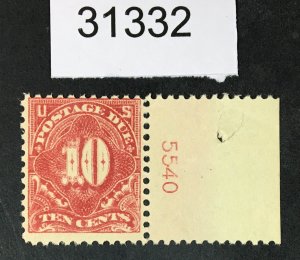 31332
U S
POSTAGE DUE
10
TEN CENTS
5540